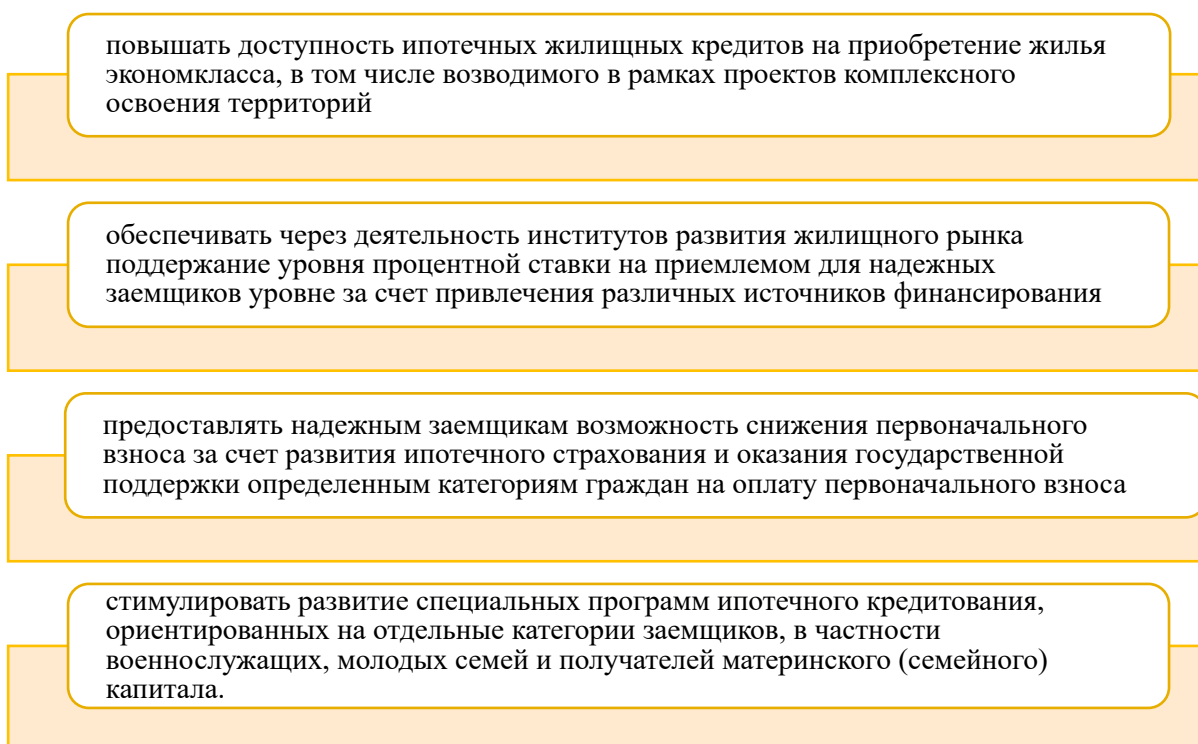 повышать доступность ипотечных жилищных кредитов на приобретение жилья
экономкласса, в том числе возводимого в рамках проектов комплексного
освоения территорий
обеспечивать через деятельность институтов развития жилищного рынка
поддержание уровня процентной ставки на приемлемом для надежных
заемщиков уровне за счет привлечения различных источников финансирования
предоставлять надежным заемщикам возможность снижения первоначального
взноса за счет развития ипотечного страхования и оказания государственной
поддержки определенным категориям граждан на оплату первоначального взноса
стимулировать развитие специальных программ ипотечного кредитования,
ориентированных на отдельные категории заемщиков, в частности
военнослужащих, молодых семей и получателей материнского (семейного)
капитала.